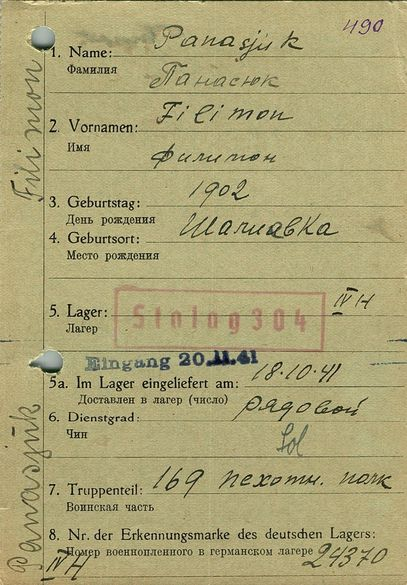 490
1. Name: Panasjuk
Фамилия Панасюк
2. Vornamen: Filimon
Имя Филимон
3. Geburtstag: 1902
День рождения
4. Geburtsort: Шалиавка
Место рождения
5. Lager: Stalag 304 IV H
Лагер
Eingang 20.11.41
5a. Im Lager eingeliefert am: 18.10.41
Доставлен в лагер (число)
6. Dienstgrad: рядовой
Чин Sol
7. Truppenteil: 169 пехотн. полк
Воинская часть
8. Nr. der Erkennungsmarke des deutschen Lagers:
Номер военнопленного в германском лагере 24370
IV H
Panasjuk
Filimon